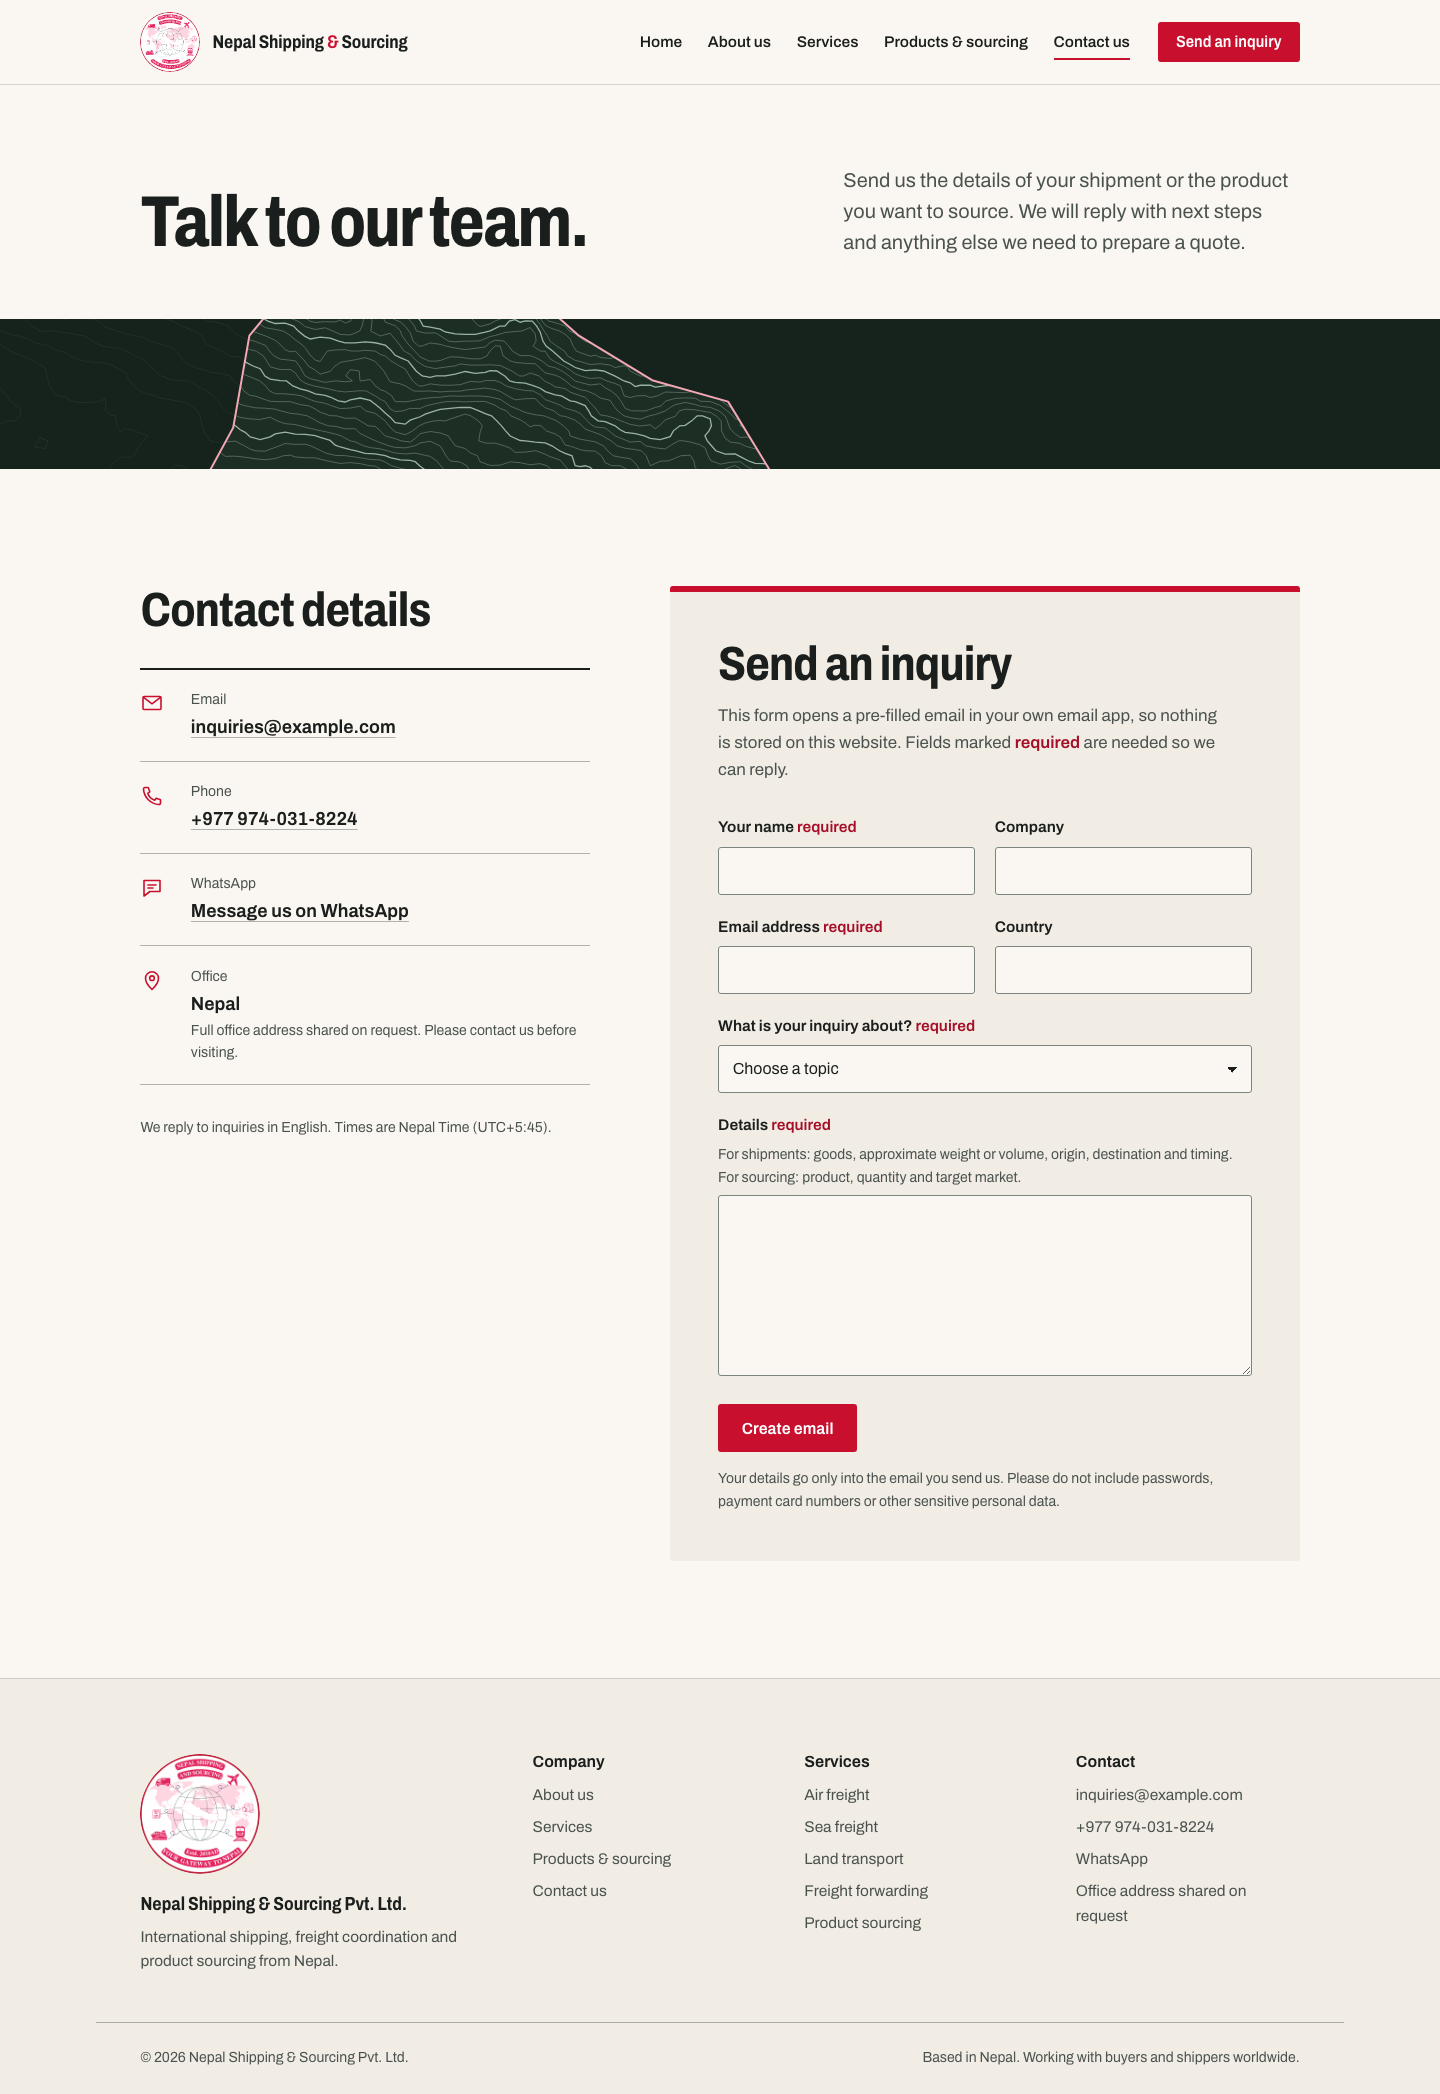 Nepal Shipping & Sourcing
Home
About us
Services
Products & sourcing
Contact us
Send an inquiry
Talk to our team.
Send us the details of your shipment or the product
you want to source. We will reply with next steps
and anything else we need to prepare a quote.
Contact details
Email
inquiries@example.com
Phone
+977 974-031-8224
WhatsApp
Message us on WhatsApp
Office
Nepal
Full office address shared on request. Please contact us before
visiting.
We reply to inquiries in English. Times are Nepal Time (UTC+5:45).
Send an inquiry
This form opens a pre-filled email in your own email app, so nothing
is stored on this website. Fields marked required are needed so we
can reply.
Your name required
Company
Email address required
Country
What is your inquiry about? required
Choose a topic
Details required
For shipments: goods, approximate weight or volume, origin, destination and timing.
For sourcing: product, quantity and target market.
Create email
Your details go only into the email you send us. Please do not include passwords,
payment card numbers or other sensitive personal data.
NEPAL SHIPPING
AND SOURCING
YOUR GATEWAY TO NEPAL
Nepal Shipping & Sourcing Pvt. Ltd.
International shipping, freight coordination and
product sourcing from Nepal.
Company
About us
Services
Products & sourcing
Contact us
Services
Air freight
Sea freight
Land transport
Freight forwarding
Product sourcing
Contact
inquiries@example.com
+977 974-031-8224
WhatsApp
Office address shared on
request
© 2026 Nepal Shipping & Sourcing Pvt. Ltd.
Based in Nepal. Working with buyers and shippers worldwide.